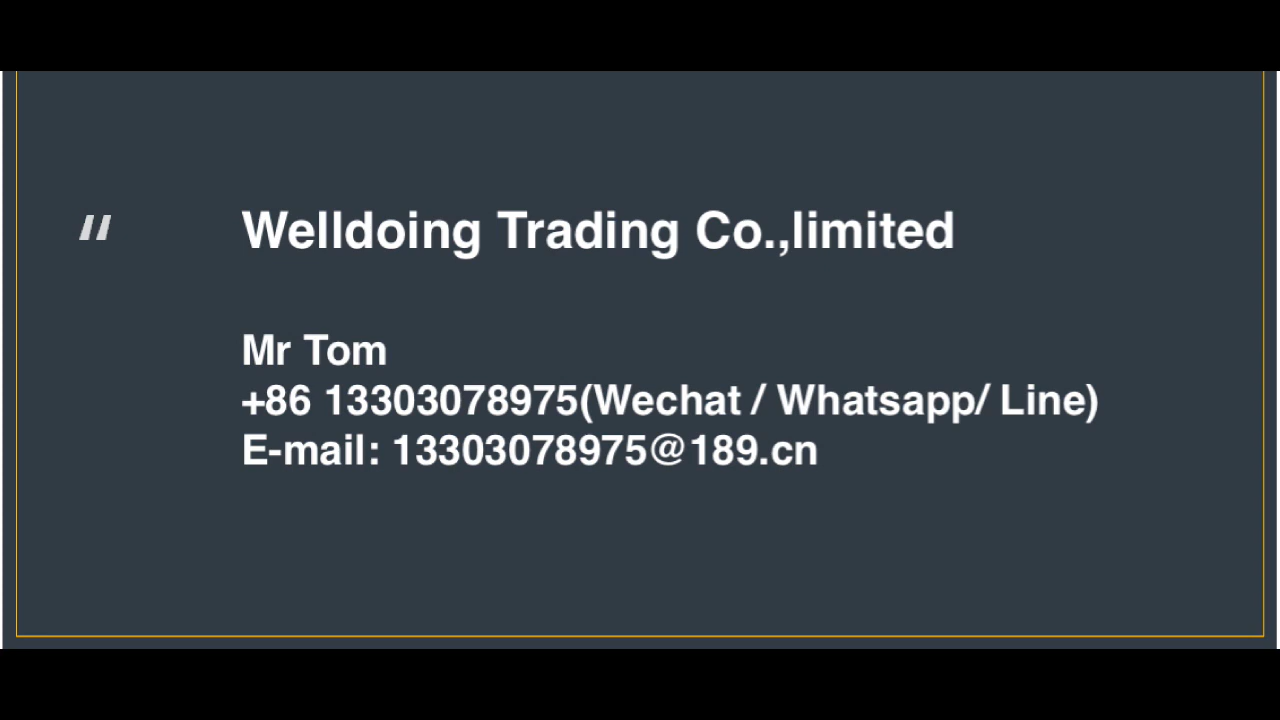 "
Welldoing Trading Co.,limited
Mr Tom
+86 13303078975(Wechat / Whatsapp/ Line)
E-mail: 13303078975@189.cn